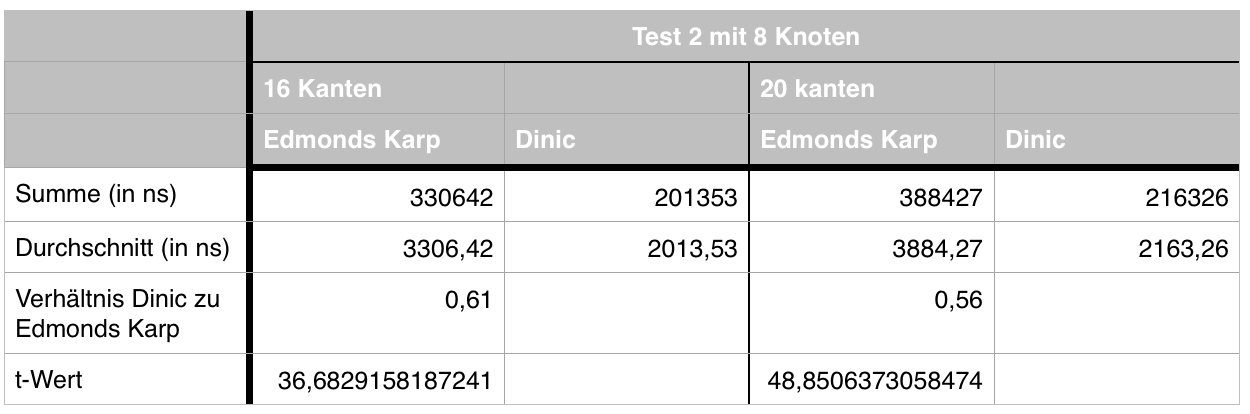 Test 2 mit 8 Knoten
16 Kanten 20 kanten
Edmonds Karp Dinic Edmonds Karp Dinic
Summe (in ns) 330642 201353 388427 216326
Durchschnitt (in ns) 3306,42 2013,53 3884,27 2163,26
Verhältnis Dinic zu 0,61 0,56
Edmonds Karp
t-Wert 36,6829158187241 48,8506373058474